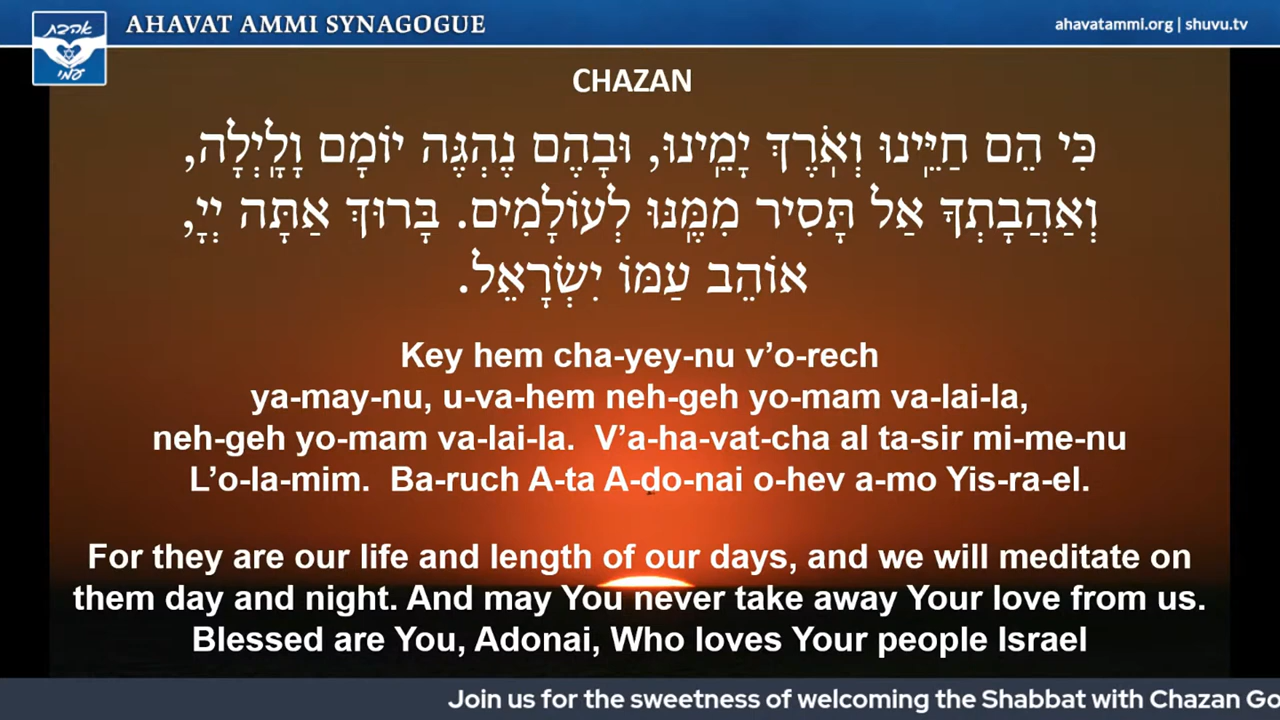 אהבת
עמי
AHAVAT AMMI SYNAGOGUE
ahavatammi.org | shuvu.tv
CHAZAN
כִּי הֵם חַיֵּֽינוּ וְאֹֽרֶךְ יָמֵֽינוּ, וּבָהֶם נֶהְגֶּה יוֹמָם וָלָֽיְלָה,
וְאַהֲבָתְךָ אַל תָּסִיר מִמֶּֽנּוּ לְעוֹלָמִים. בָּרוּךְ אַתָּה יְיָ,
אוֹהֵב עַמּוֹ יִשְׂרָאֵל.
Key hem cha-yey-nu v’o-rech
ya-may-nu, u-va-hem neh-geh yo-mam va-lai-la,
neh-geh yo-mam va-lai-la. V’a-ha-vat-cha al ta-sir mi-me-nu
L’o-la-mim. Ba-ruch A-ta A-do-nai o-hev a-mo Yis-ra-el.
For they are our life and length of our days, and we will meditate on
them day and night. And may You never take away Your love from us.
Blessed are You, Adonai, Who loves Your people Israel
Join us for the sweetness of welcoming the Shabbat with Chazan Go